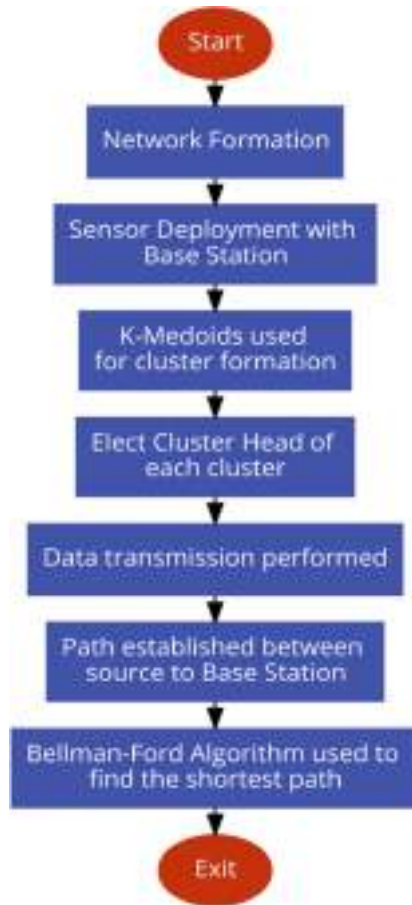 Start
Network Formation
Sensor Deployment with
Base Station
K-Medoids used
for cluster formation
Elect Cluster Head of
each cluster
Data transmission performed
Path established between
source to Base Station
Bellman-Ford Algorithm used to
find the shortest path
Exit